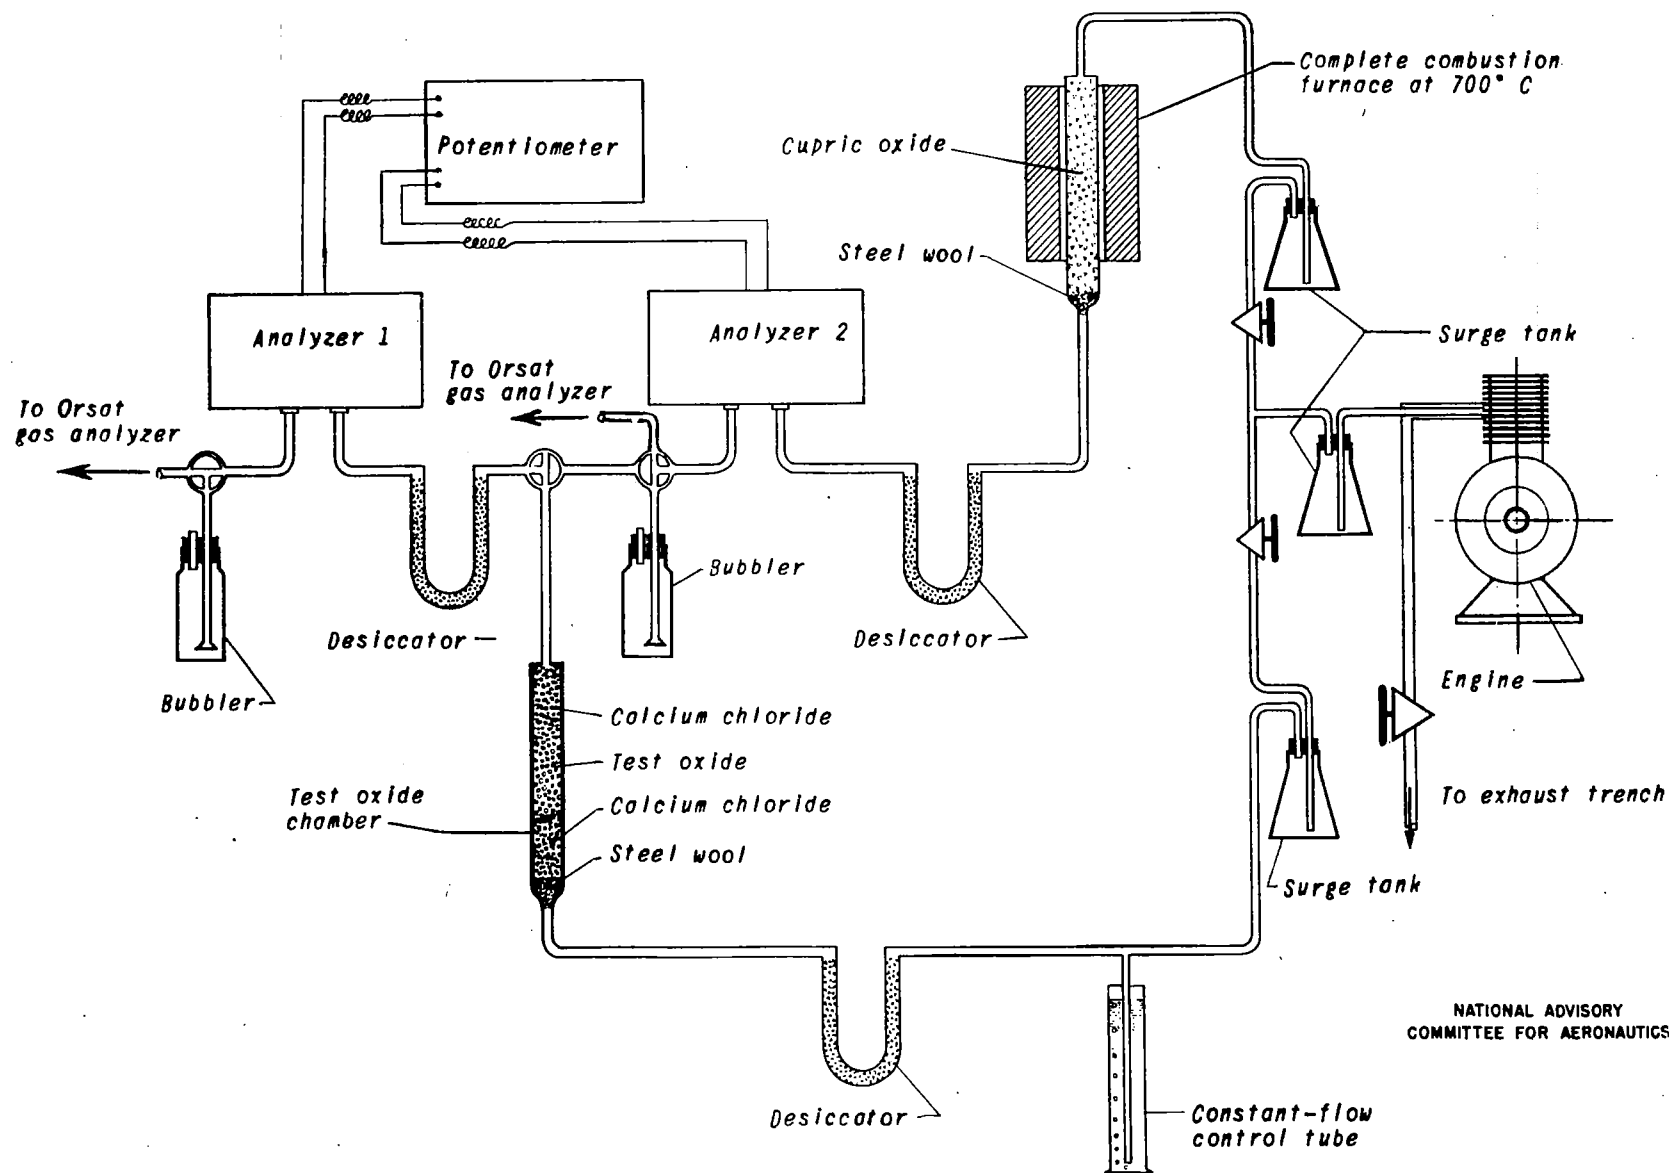 Complete combustion
furnace at 700° C
Potentiometer
Cupric oxide
Steel wool
Analyzer 1
Analyzer 2
Surge tank
To Orsat
gas analyzer
To Orsat
gas analyzer
Bubbler
Desiccator
Desiccator
Bubbler
Engine
Calcium chloride
Test oxide
Test oxide
chamber
Calcium chloride
Steel wool
To exhaust trench
Surge tank
NATIONAL ADVISORY
COMMITTEE FOR AERONAUTICS
Desiccator
Constant-flow
control tube